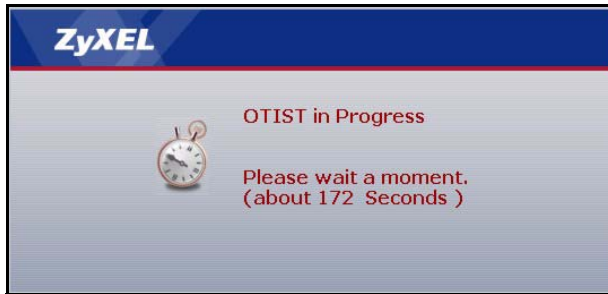 ZyXEL
OTIST in Progress
Please wait a moment.
(about 172 Seconds )